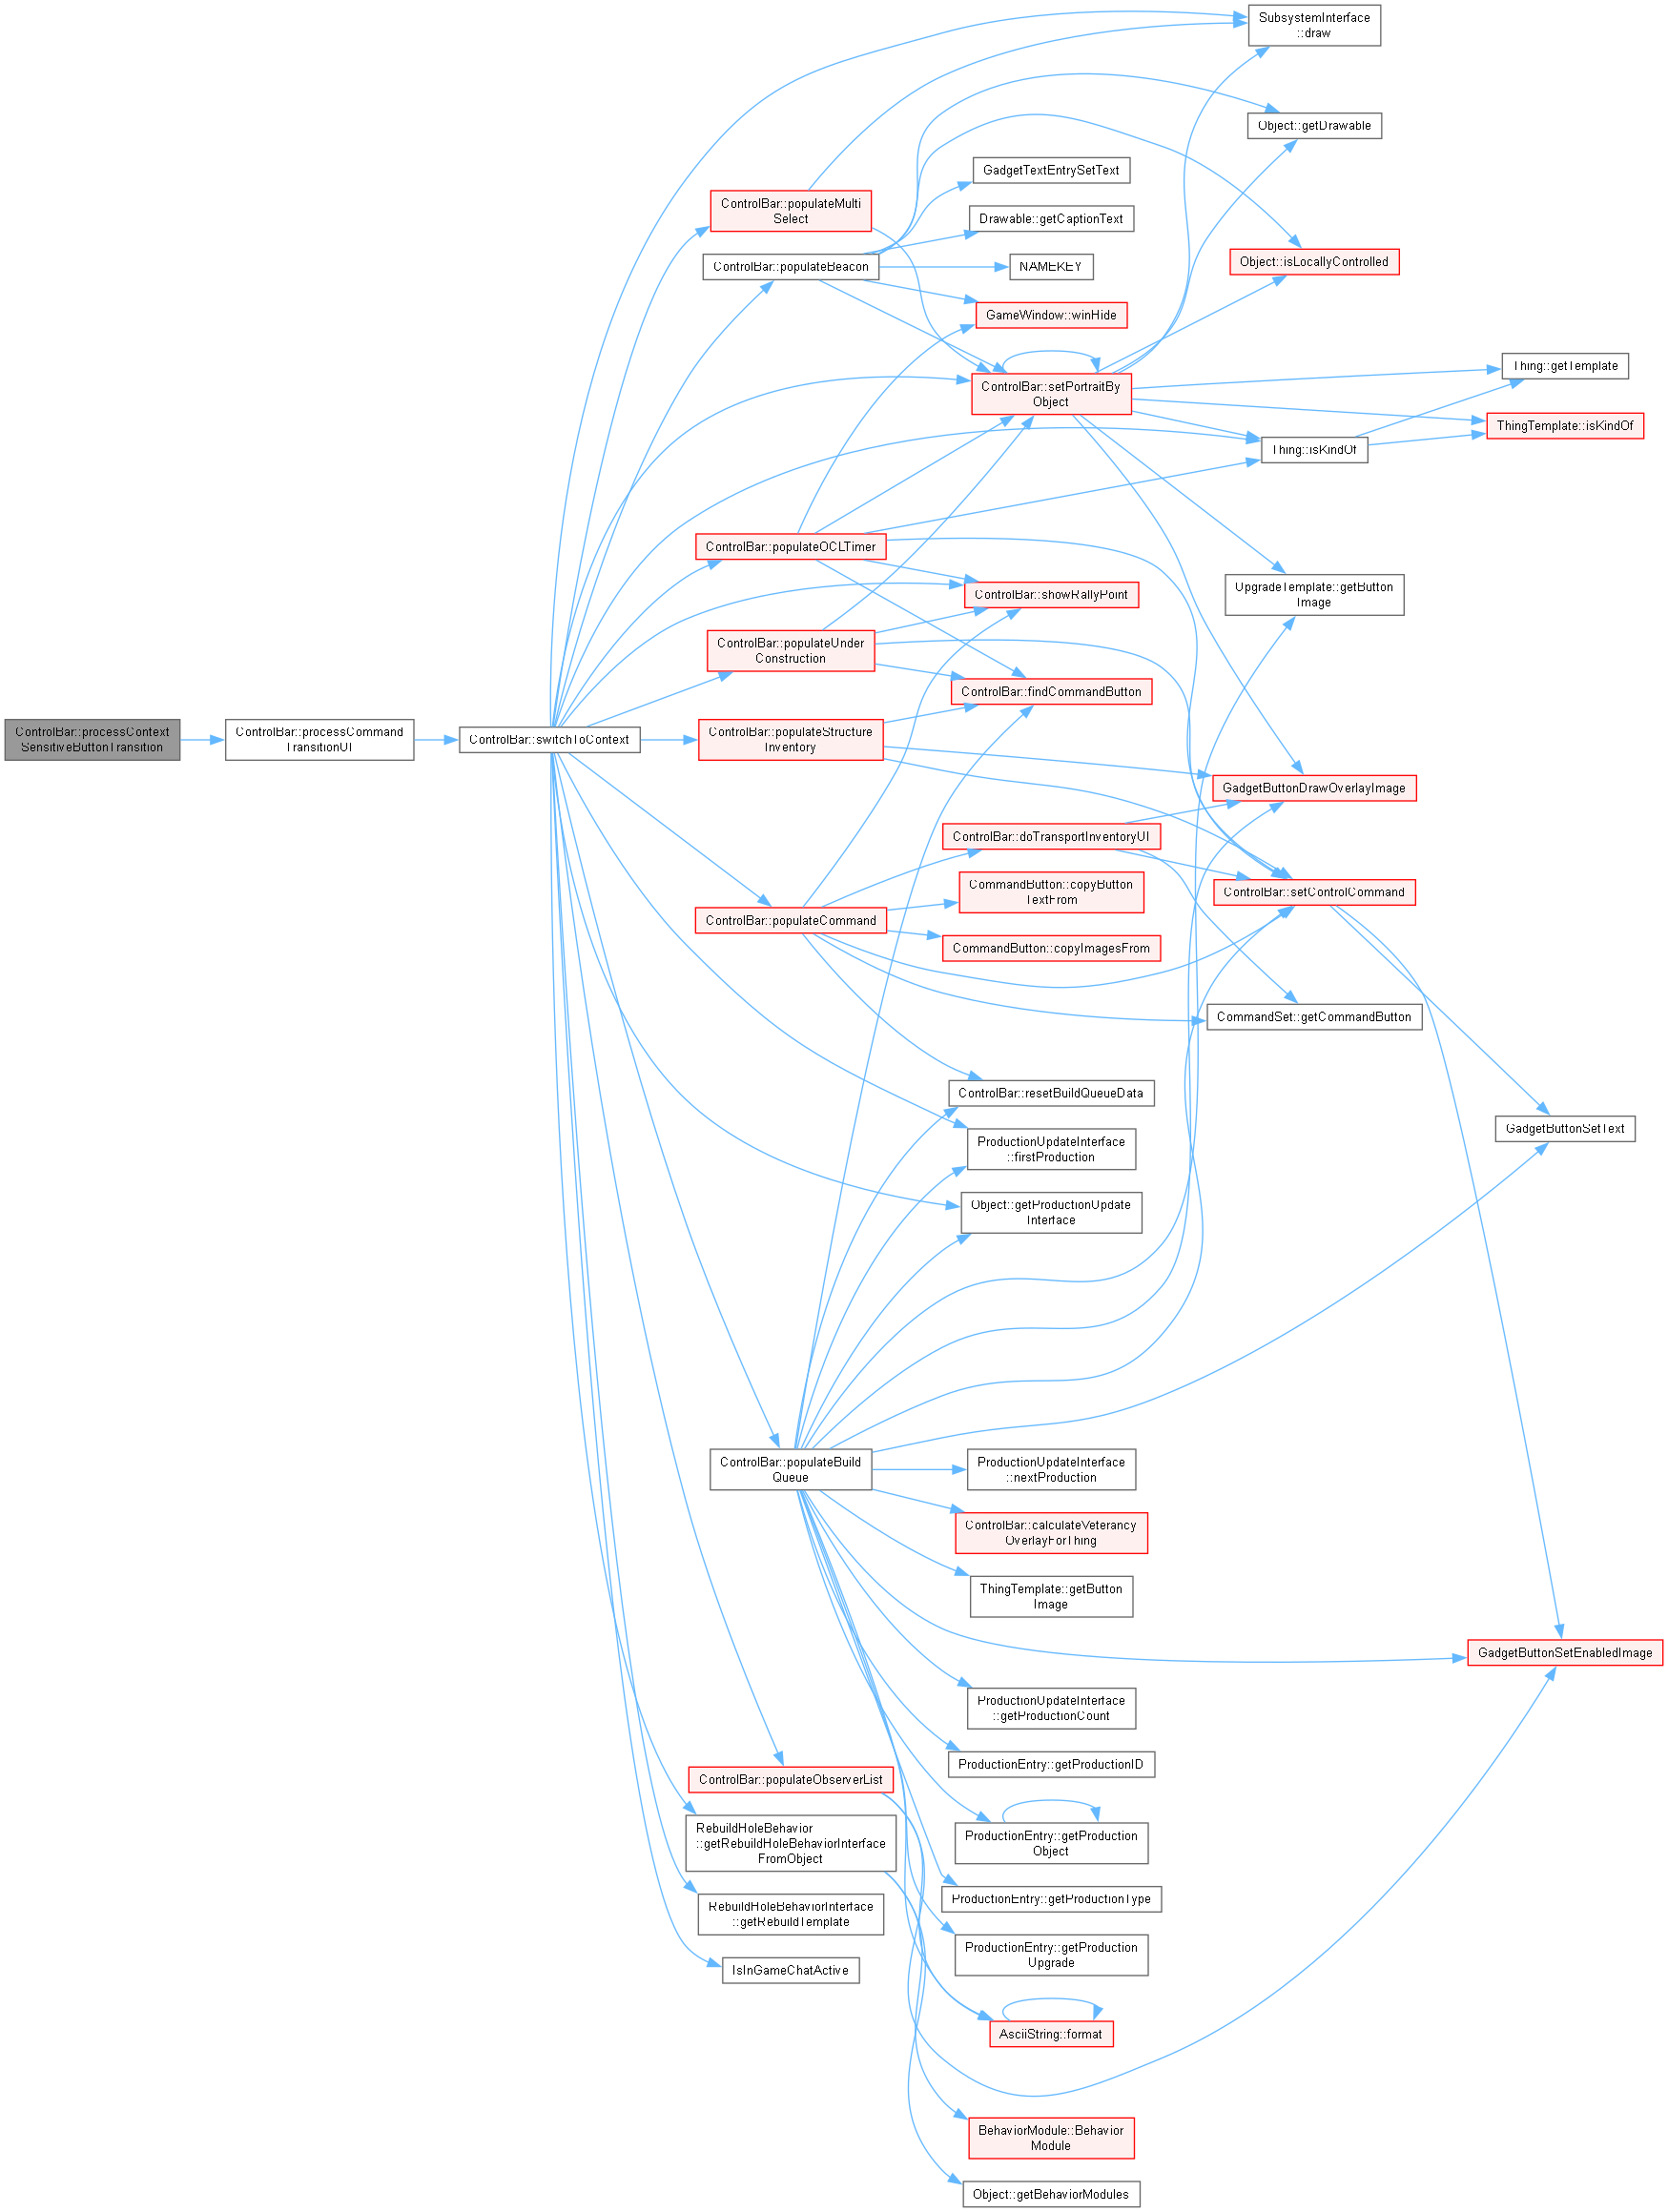 ControlBar::processContext
SensitiveButtonTransition
ControlBar::processCommand
TransitionUI
ControlBar::switchToContext
ControlBar::populateMulti
Select
ControlBar::populateBeacon
ControlBar::populateOCLTimer
ControlBar::populateUnder
Construction
ControlBar::populateStructure
Inventory
ControlBar::populateCommand
ControlBar::populateBuild
Queue
ControlBar::populateObserverList
RebuildHoleBehavior
::getRebuildHoleBehaviorInterface
FromObject
RebuildHoleBehaviorInterface
::getRebuildTemplate
IsInGameChatActive
GadgetTextEntrySetText
Drawable::getCaptionText
NAMEKEY
GameWindow::winHide
ControlBar::setPortraitBy
Object
ControlBar::showRallyPoint
ControlBar::findCommandButton
ControlBar::doTransportInventoryUI
CommandButton::copyButton
TextFrom
CommandButton::copyImagesFrom
ControlBar::resetBuildQueueData
ProductionUpdateInterface
::firstProduction
Object::getProductionUpdate
Interface
ProductionUpdateInterface
::nextProduction
ControlBar::calculateVeterancy
OverlayForThing
ThingTemplate::getButton
Image
ProductionUpdateInterface
::getProductionCount
ProductionEntry::getProductionID
ProductionEntry::getProduction
Object
ProductionEntry::getProductionType
ProductionEntry::getProduction
Upgrade
AsciiString::format
BehaviorModule::Behavior
Module
Object::getBehaviorModules
SubsystemInterface
::draw
Object::getDrawable
Object::isLocallyControlled
Thing::isKindOf
UpgradeTemplate::getButton
Image
GadgetButtonDrawOverlayImage
ControlBar::setControlCommand
CommandSet::getCommandButton
Thing::getTemplate
ThingTemplate::isKindOf
GadgetButtonSetText
GadgetButtonSetEnabledImage